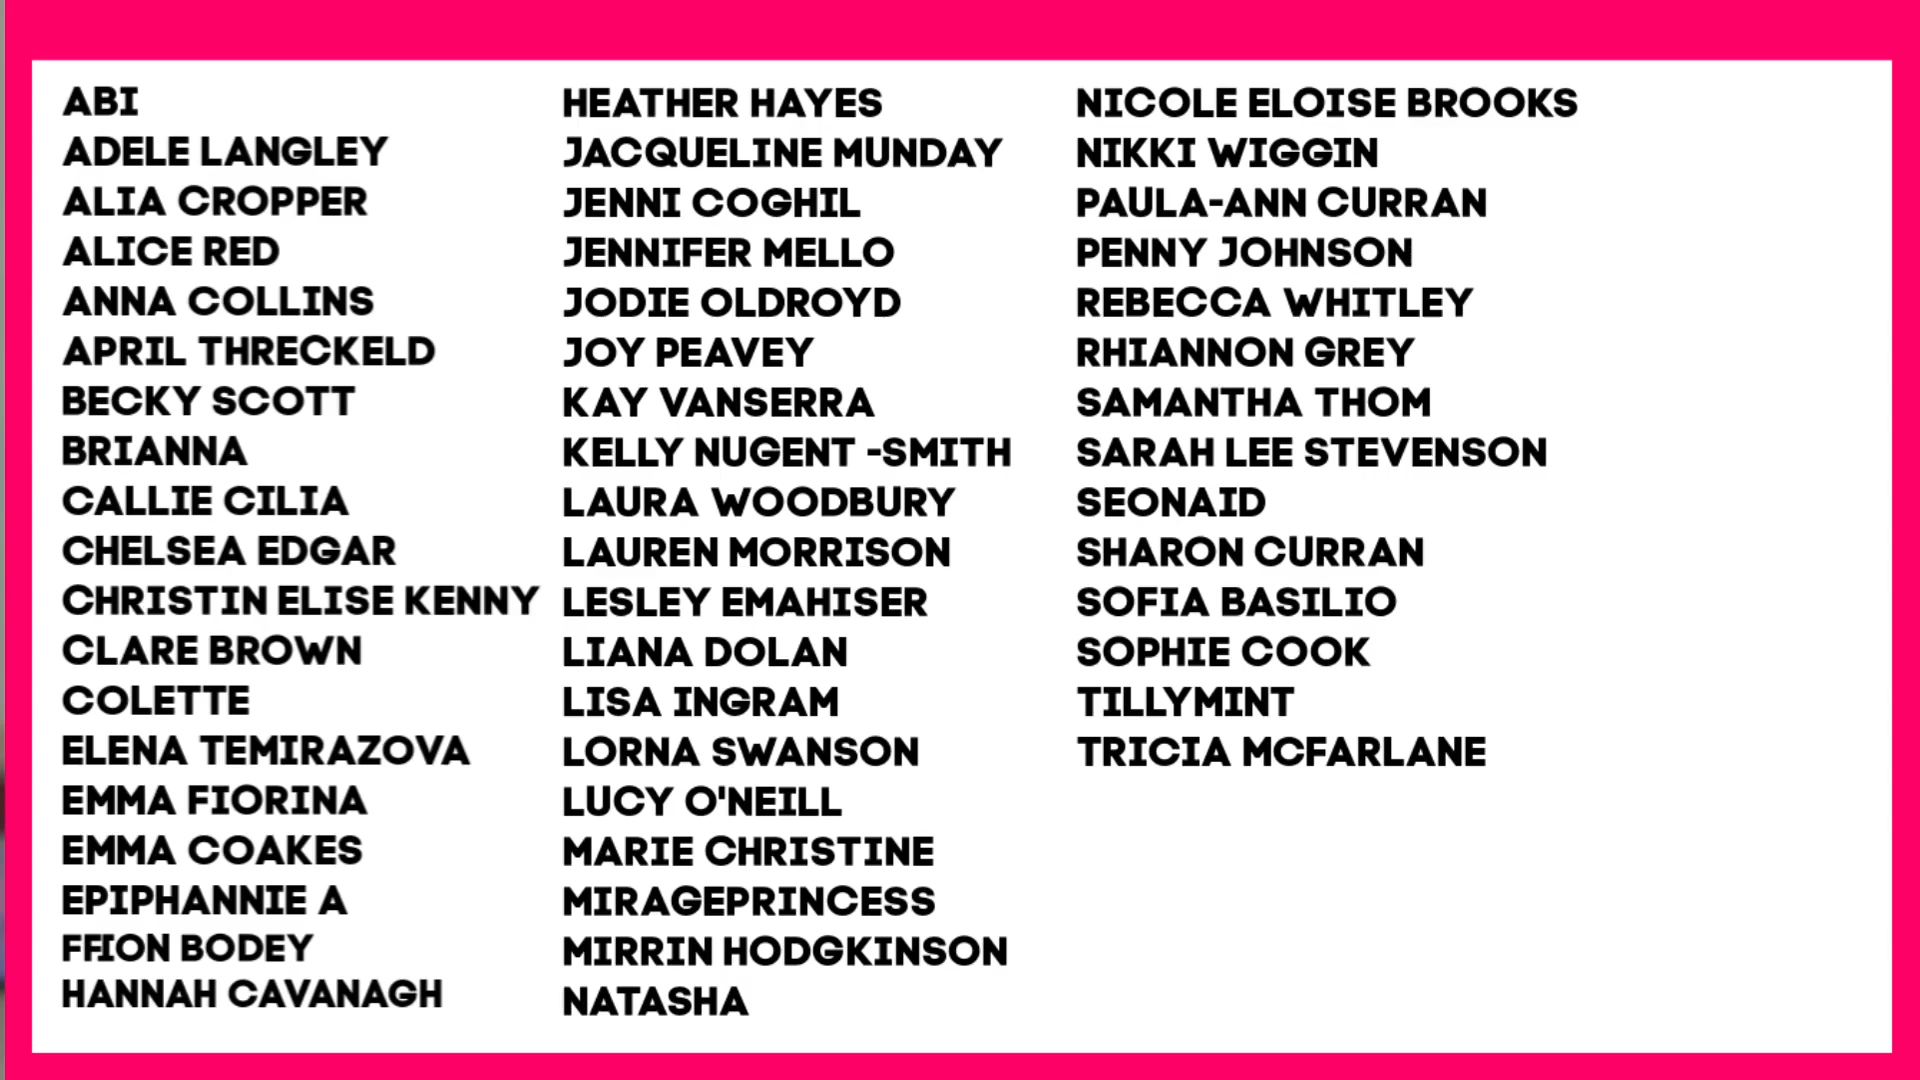 ABI
ADELE LANGLEY
ALIA CROPPER
ALICE RED
ANNA COLLINS
APRIL THRECKELD
BECKY SCOTT
BRIANNA
CALLIE CILIA
CHELSEA EDGAR
CHRISTIN ELISE KENNY
CLARE BROWN
COLETTE
ELENA TEMIRAZOVA
EMMA FIORINA
EMMA COAKES
EPIPHANNIE A
FFION BODEY
HANNAH CAVANAGH
HEATHER HAYES
JACQUELINE MUNDAY
JENNI COGHIL
JENNIFER MELLO
JODIE OLDROYD
JOY PEAVEY
KAY VANSERRA
KELLY NUGENT -SMITH
LAURA WOODBURY
LAUREN MORRISON
LESLEY EMAHISER
LIANA DOLAN
LISA INGRAM
LORNA SWANSON
LUCY O'NEILL
MARIE CHRISTINE
MIRAGEPRINCESS
MIRRIN HODGKINSON
NATASHA
NICOLE ELOISE BROOKS
NIKKI WIGGIN
PAULA-ANN CURRAN
PENNY JOHNSON
REBECCA WHITLEY
RHIANNON GREY
SAMANTHA THOM
SARAH LEE STEVENSON
SEONAID
SHARON CURRAN
SOFIA BASILIO
SOPHIE COOK
TILLYMINT
TRICIA MCFARLANE